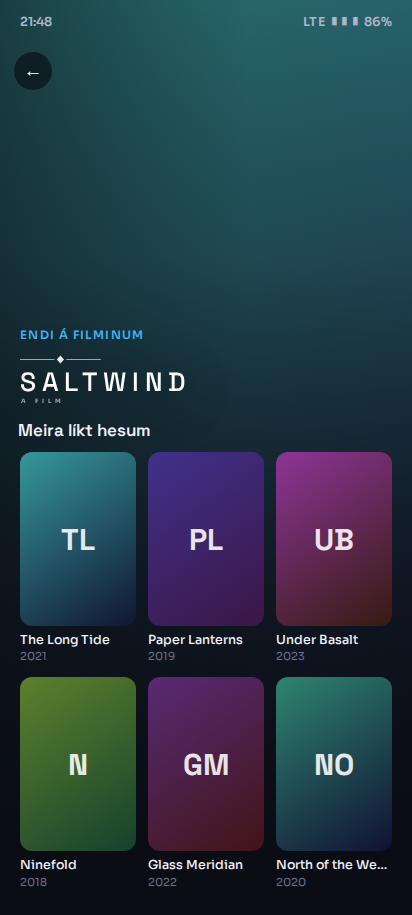 21:48
LTE 86%
←
ENDI Á FILMINUM
SALTWIND
A FILM
Meira líkt hesum
TL
PL
UB
The Long Tide
Paper Lanterns
Under Basalt
2021
2019
2023
N
GM
NO
Ninefold
Glass Meridian
North of the We…
2018
2022
2020